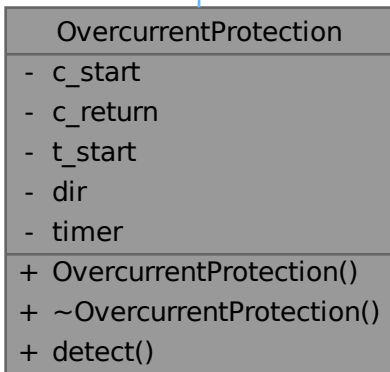 OvercurrentProtection
- c_start
- c_return
- t_start
- dir
- timer
+ OvercurrentProtection()
+ ~OvercurrentProtection()
+ detect()